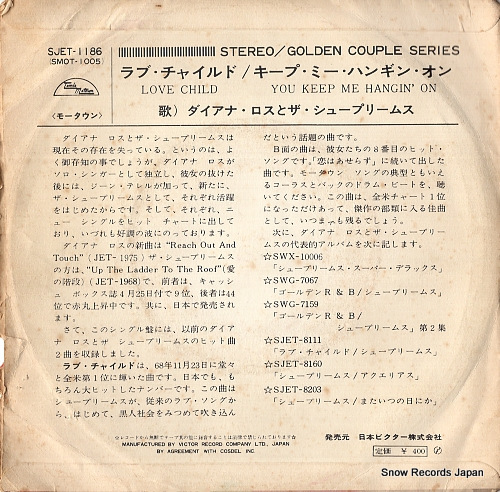 SJET-1186
(SMOT-1005)
STEREO/GOLDEN COUPLE SERIES
〈モータウン〉
ラブ・チャイルド/キープ・ミー・ハンギン・オン
LOVE CHILD YOU KEEP ME HANGIN' ON
歌）ダイアナ・ロスとザ・シュープリームス
ダイアナ ロスとザ・シュープリームスは
現在その存在を失っている。というのは、よ
く御存知の事でしょうが、ダイアナ ロスが
ソロ・シンガーとして独立し、彼女の抜けた
後には、ジーン・テレルが加って、新たに、
ザ・シュープリームスとして、それぞれ活躍
をはじめたからです。そして、それぞれ、ニ
ュー シングルをヒット チャートに出して
おり、いづれも好調の波にのっております。
ダイアナ ロスの新曲は “Reach Out And
Touch” (JET-1975) ザ・シュープリームス
の方は、“Up The Ladder To The Roof” (愛
の階段) (JET-1968) で、前者は、キャッシ
ュ ボックス誌4月25日付で9位、後者は44
位で赤丸上昇中です。共に、日本で発売され
ます。
さて、このシングル盤には、以前のダイア
ナ ロスとザ・シュープリームスのヒット曲
2曲を収録しました。
ラブ・チャイルドは、68年11月23日に堂々
と全米第1位に輝いた曲です。日本でも、も
ちろん大ヒットしたナンバーです。この曲は
シュープリームスが、従来のラブ・ソングか
ら、はじめて、黒人社会をみつめて吹き込ん
だという話題の曲です。
B面の曲は、彼女たちの8番目のヒット・
ソングです。「恋はあせらず」に続いて出した
曲です。モータウン ソングの典型ともいえ
るコーラスとバックのドラム・ビートを、聴
いてください。この曲は、全米チャート1位
になっただけあって、傑作の部類に入る佳曲
として、いつまでも残るでしょう。
次に、ダイアナ ロスとザ・シュープリーム
スの代表的アルバムを次に記します。
☆SWX-10006
「シュープリームス・スーパー・デラックス」
☆SWG-7067
「ゴールデンR＆B/シュープリームス」
☆SWG-7159
「ゴールデンR＆B/
シュープリームス」第2集
☆SJET-8111
「ラブ・チャイルド/シュープリームス」
☆SJET-8160
「シュープリームス/アクエリアス」
☆SJET-8203
「シュープリームス/またいつの日にか」
MANUFACTURED BY VICTOR RECORD COMPANY LTD. JAPAN
BY AGREEMENT WITH COSDEL INC.
発売元 日本ビクター株式会社
定価 ¥ 400
Snow Records Japan